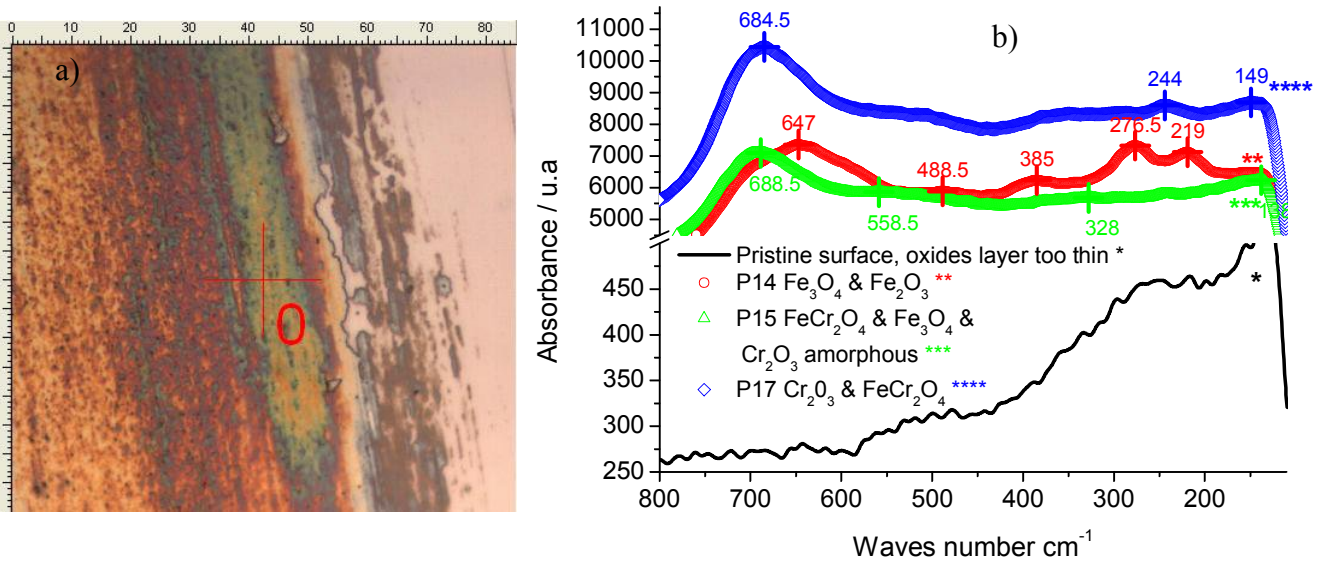 0 10 20 30 40 50 60 70 80
a)
0
b)
11000
10000
9000
8000
7000
6000
5000
450
400
350
300
250
Absorbance / u.a
684.5
244
149
****
647
276.5
219
488.5
385
**
688.5
558.5
328
***
Pristine surface, oxides layer too thin *
P14 Fe₃O₄ & Fe₂O₃ **
P15 FeCr₂O₄ & Fe₃O₄ &
Cr₂O₃ amorphous ***
P17 Cr₂0₃ & FeCr₂O₄ ****
*
800 700 600 500 400 300 200
Waves number cm⁻¹